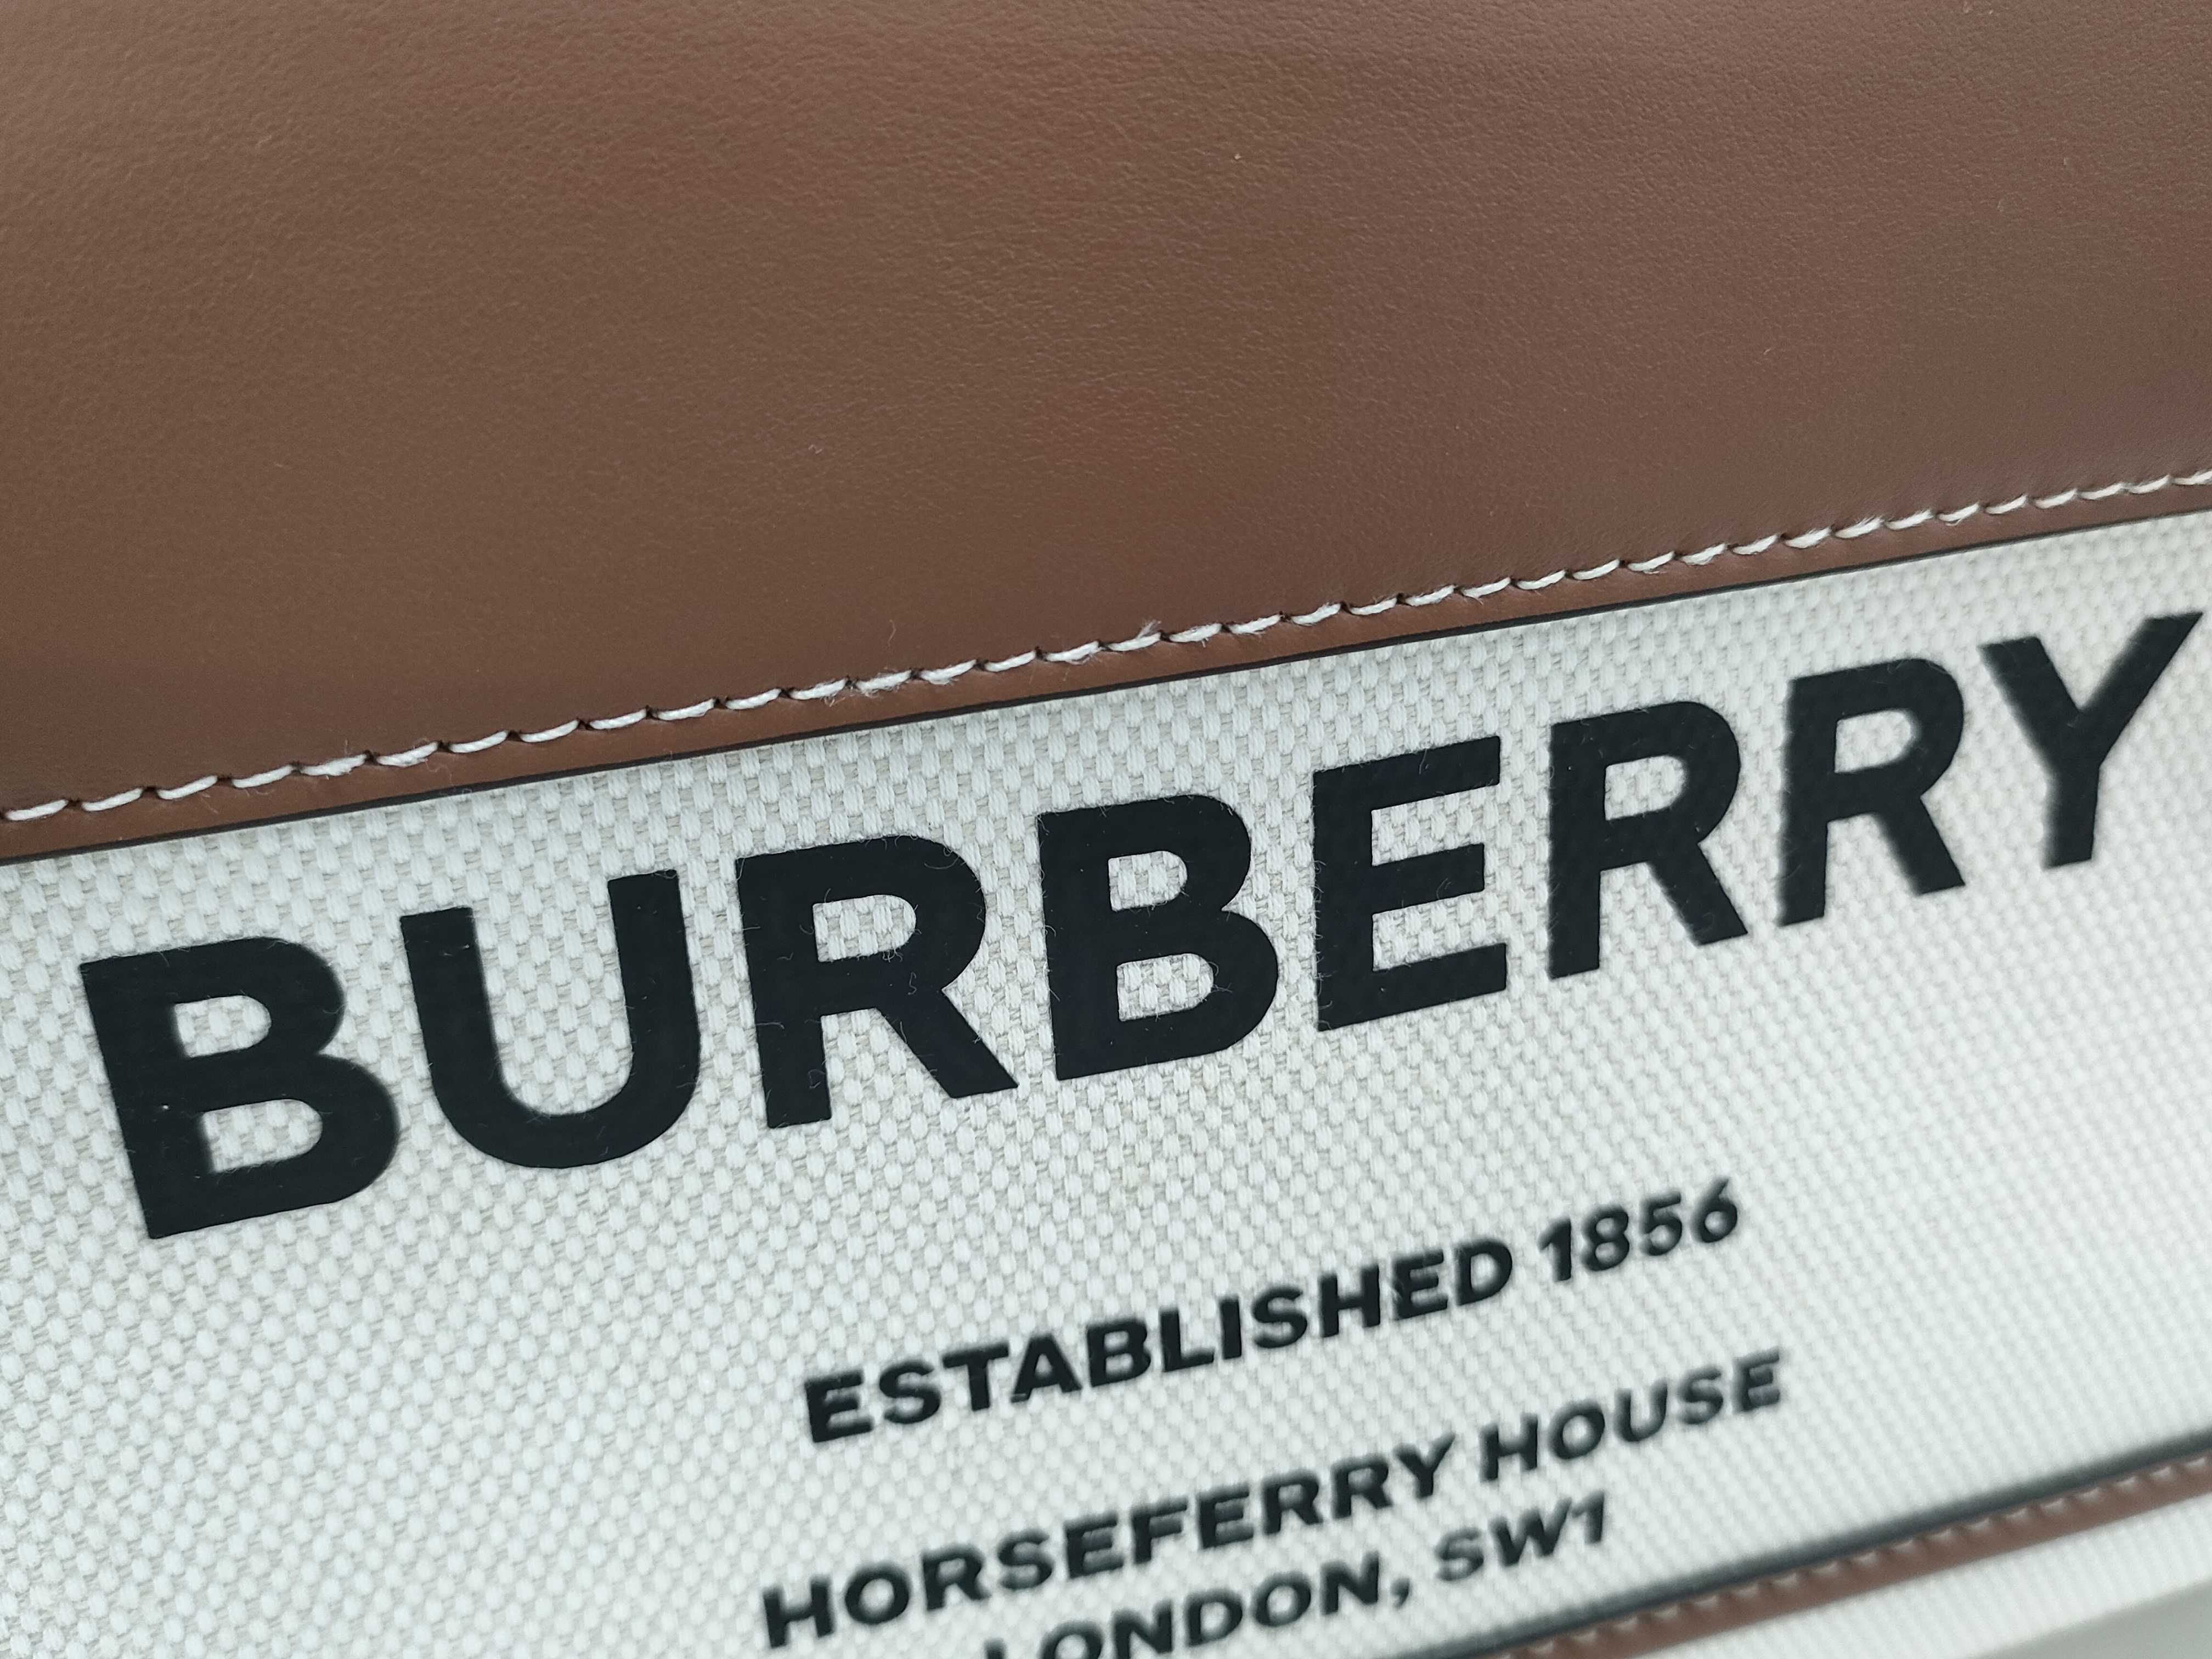 BURBERRY
ESTABLISHED 1856
HORSEFERRY HOUSE
LONDON, SW1